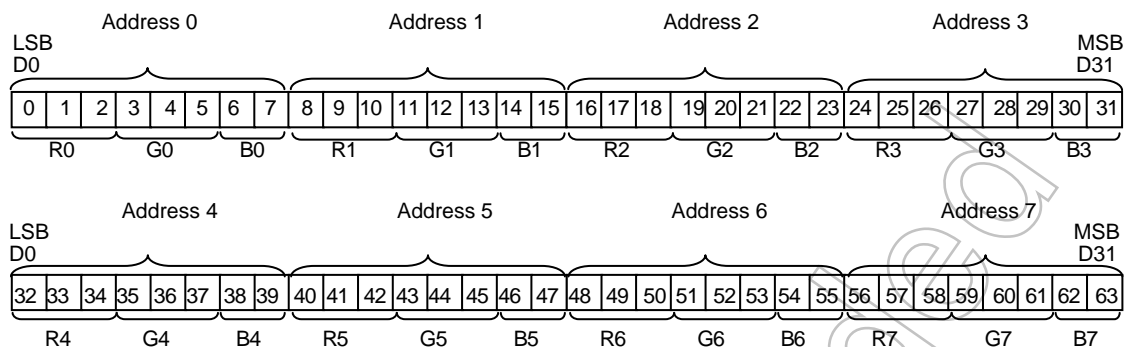 Address 0 Address 1 Address 2 Address 3
LSB MSB
D0 D31
0 1 2 3 4 5 6 7 8 9 10 11 12 13 14 15 16 17 18 19 20 21 22 23 24 25 26 27 28 29 30 31
R0 G0 B0 R1 G1 B1 R2 G2 B2 R3 G3 B3
Address 4 Address 5 Address 6 Address 7
LSB MSB
D0 D31
32 33 34 35 36 37 38 39 40 41 42 43 44 45 46 47 48 49 50 51 52 53 54 55 56 57 58 59 60 61 62 63
R4 G4 B4 R5 G5 B5 R6 G6 B6 R7 G7 B7